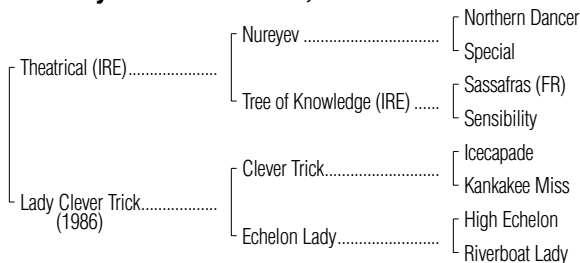 Northern Dancer
Nureyev ....................................
Special
Theatrical (IRE).....................
Sassafras (FR)
Tree of Knowledge (IRE) ......
Sensibility
Icecapade
Clever Trick...........................
Kankakee Miss
Lady Clever Trick..................
(1986)
High Echelon
Echelon Lady........................
Riverboat Lady